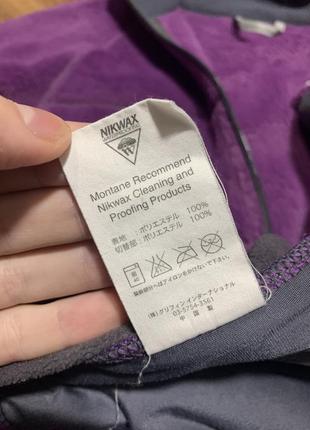 NIKWAX
Montane Recommend
Nikwax Cleaning and
Proofing Products
表地 : ポリエステル 100%
切替部 : ポリエステル 100%
(株)グリフィンインターナショナル
03-5754-3561
中国製